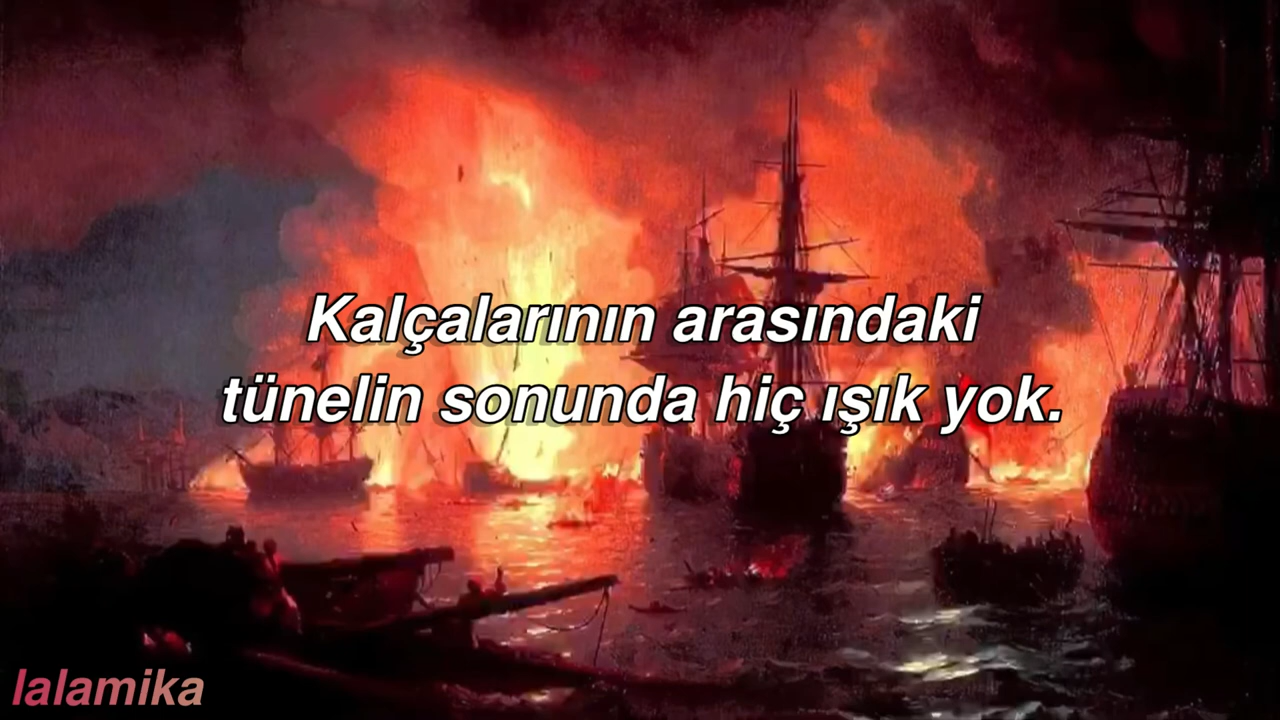 Kalçalarının arasındaki
tünelin sonunda hiç ışık yok.
lalamika